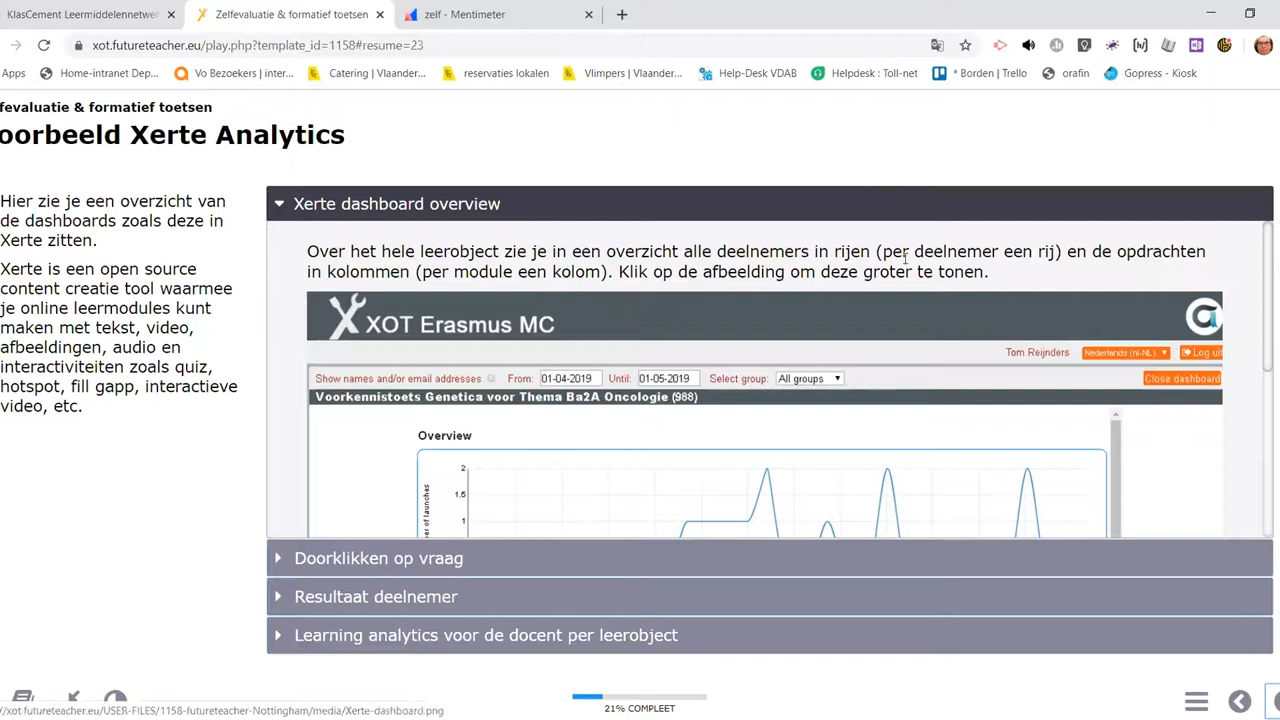 KlasCement Leermiddelennetwer
Zelfevaluatie & formatief toetsen
zelf - Mentimeter
xot.futureteacher.eu/play.php?template_id=1158#resume=23
Apps
Home-intranet Dep...
Vo Bezoekers | inter...
Catering | Vlaander...
reservaties lokalen
Vlimpers | Vlaander...
Help-Desk VDAB
Helpdesk : Toll-net
* Borden | Trello
orafin
Gopress - Kiosk
fevaluatie & formatief toetsen
oorbeeld Xerte Analytics
Hier zie je een overzicht van
de dashboards zoals deze in
Xerte zitten.
Xerte is een open source
content creatie tool waarmee
je online leermodules kunt
maken met tekst, video,
afbeeldingen, audio en
interactiviteiten zoals quiz,
hotspot, fill gapp, interactieve
video, etc.
Xerte dashboard overview
Over het hele leerobject zie je in een overzicht alle deelnemers in rijen (per deelnemer een rij) en de opdrachten
in kolommen (per module een kolom). Klik op de afbeelding om deze groter te tonen.
XOT Erasmus MC
Tom Reijnders
Nederlands (nl-NL)
Log uit
Show names and/or email addresses
From: 01-04-2019 Until: 01-05-2019 Select group: All groups
Close dashboard
Voorkennistoets Genetica voor Thema Ba2A Oncologie (988)
Overview
2
1.5
1
er of launches
Doorklikken op vraag
Resultaat deelnemer
Learning analytics voor de docent per leerobject
21% COMPLEET
//xot.futureteacher.eu/USER-FILES/1158-futureteacher-Nottingham/media/Xerte-dashboard.png